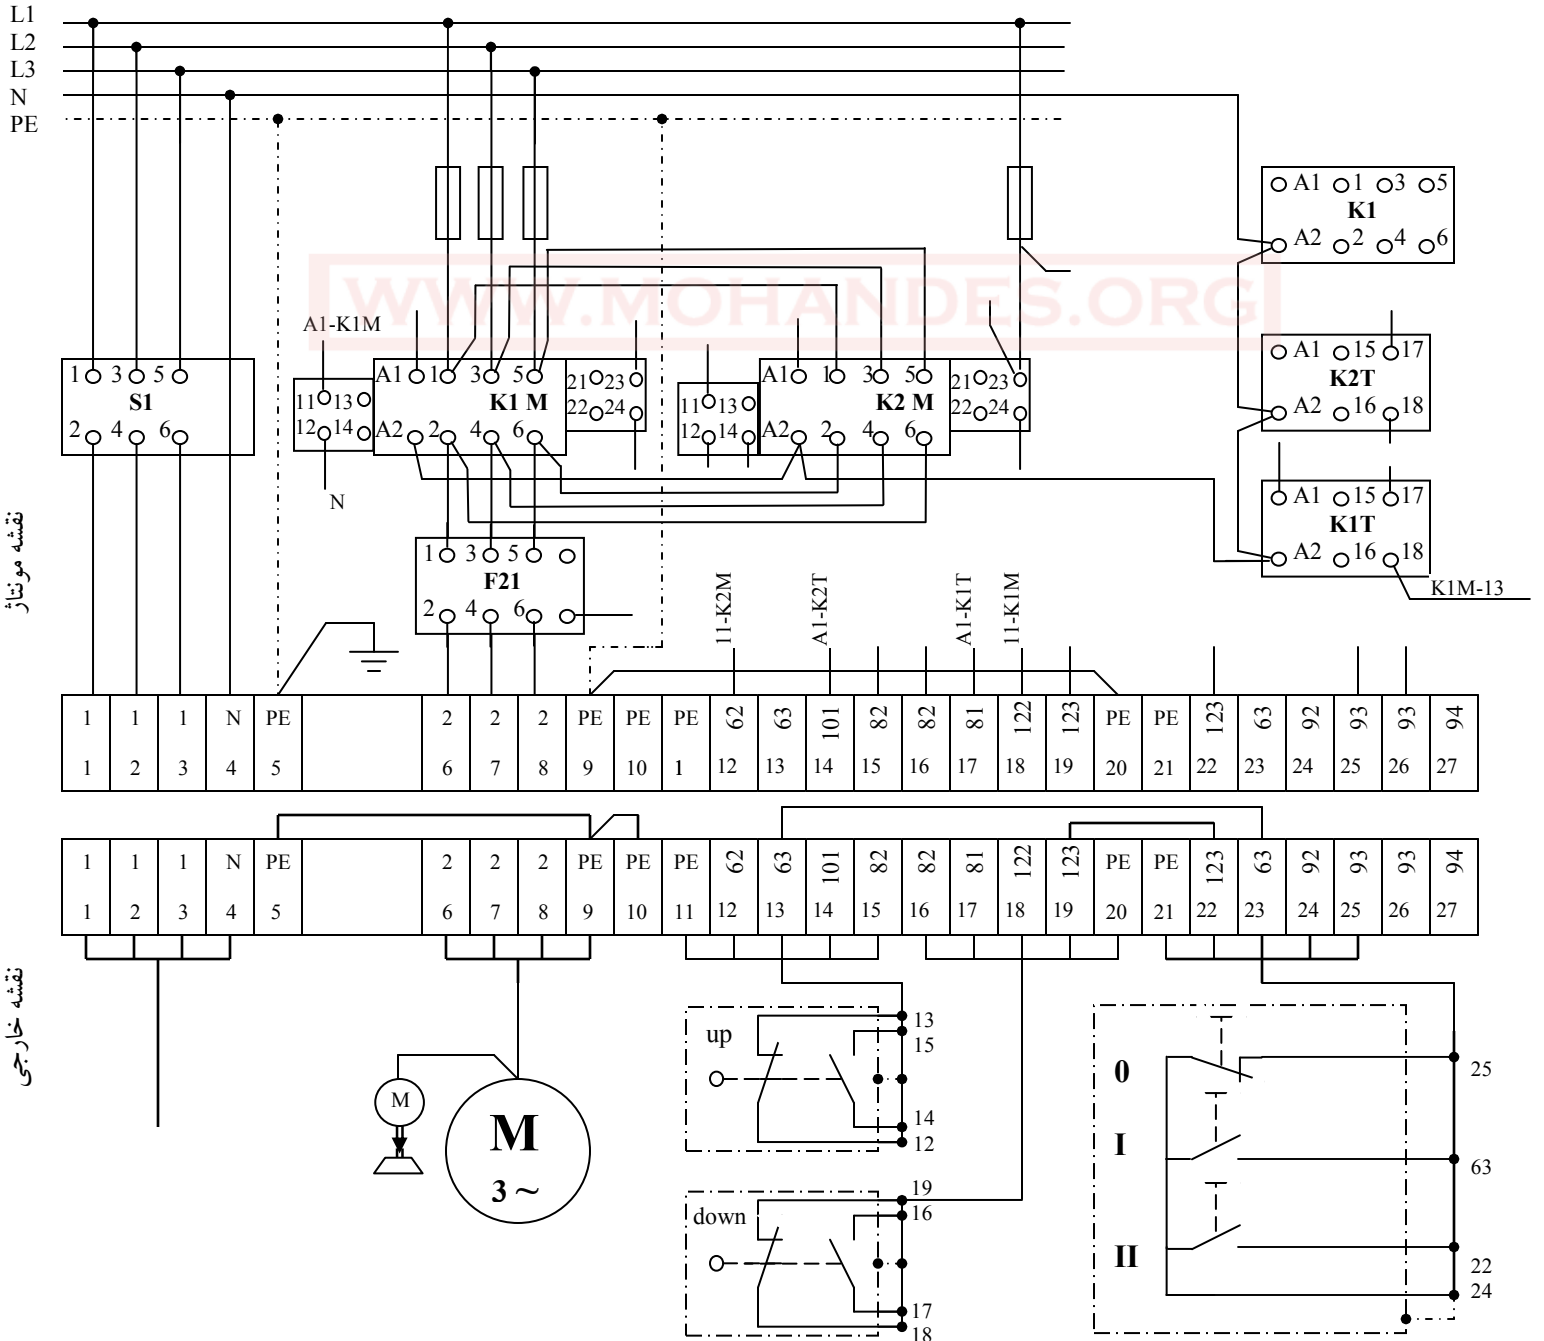 L1
L2
L3
N
PE
WWW.MOHANDES.ORG
A1 1 3 5
K1
A2 2 4 6
A1-K1M
1 3 5
S1
2 4 6
11 13
12 14
N
A1 1 3 5
K1 M
A2 2 4 6
21 23
22 24
11 13
12 14
A1 1 3 5
K2 M
A2 2 4 6
21 23
22 24
A1 15 17
K2T
A2 16 18
A1 15 17
K1T
A2 16 18
K1M-13
نقشه مونتاژ
1 3 5
F21
2 4 6
11-K2M
A1-K2T
A1-K1T
11-K1M
1 1 1 N PE 2 2 2 PE PE PE 62 63 101 82 82 81 122 123 PE PE 123 63 92 93 93 94
1 2 3 4 5 6 7 8 9 10 1 12 13 14 15 16 17 18 19 20 21 22 23 24 25 26 27
1 1 1 N PE 2 2 2 PE PE PE 62 63 101 82 82 81 122 123 PE PE 123 63 92 93 93 94
1 2 3 4 5 6 7 8 9 10 11 12 13 14 15 16 17 18 19 20 21 22 23 24 25 26 27
نقشه خارجی
M
M
3 ~
up
13
15
14
12
down
19
16
17
18
0
I
II
25
63
22
24